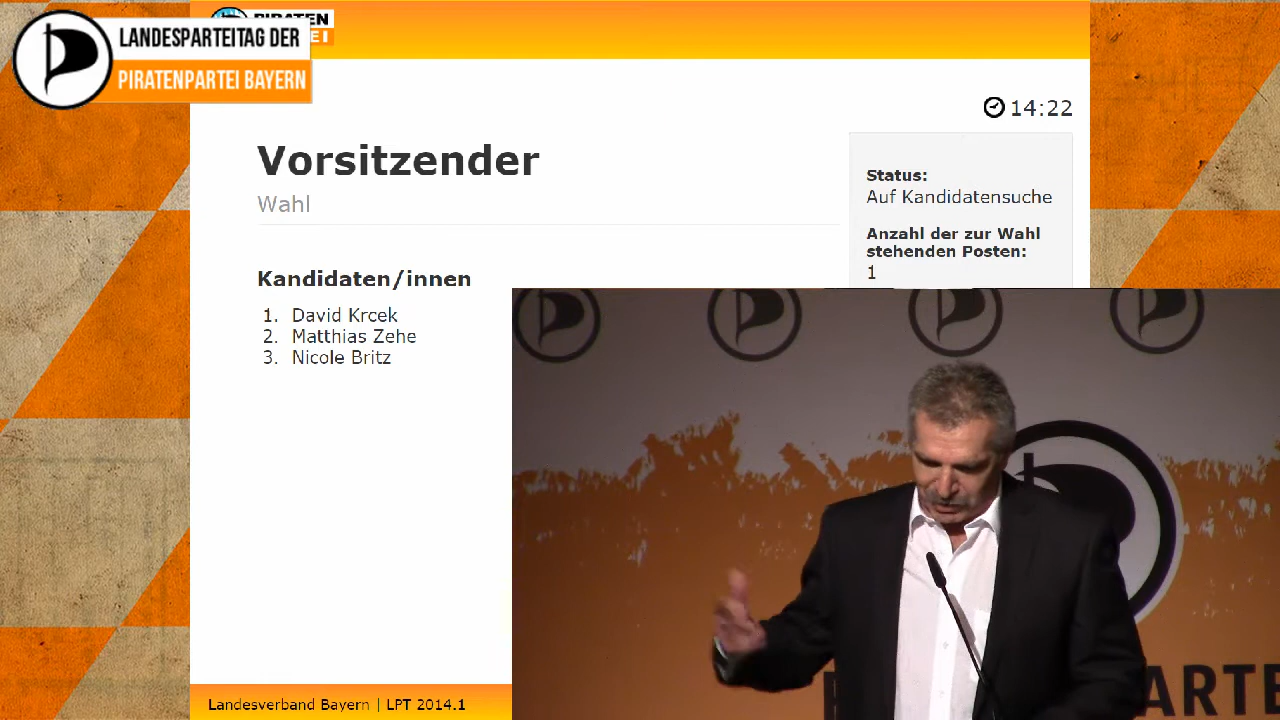 PIRATEN
LANDESPARTEITAG DER
PIRATENPARTEI BAYERN
14:22
Vorsitzender
Wahl
Status:
Auf Kandidatensuche
Anzahl der zur Wahl
stehenden Posten:
1
Kandidaten/innen
1. David Krcek
2. Matthias Zehe
3. Nicole Britz
Landesverband Bayern | LPT 2014.1